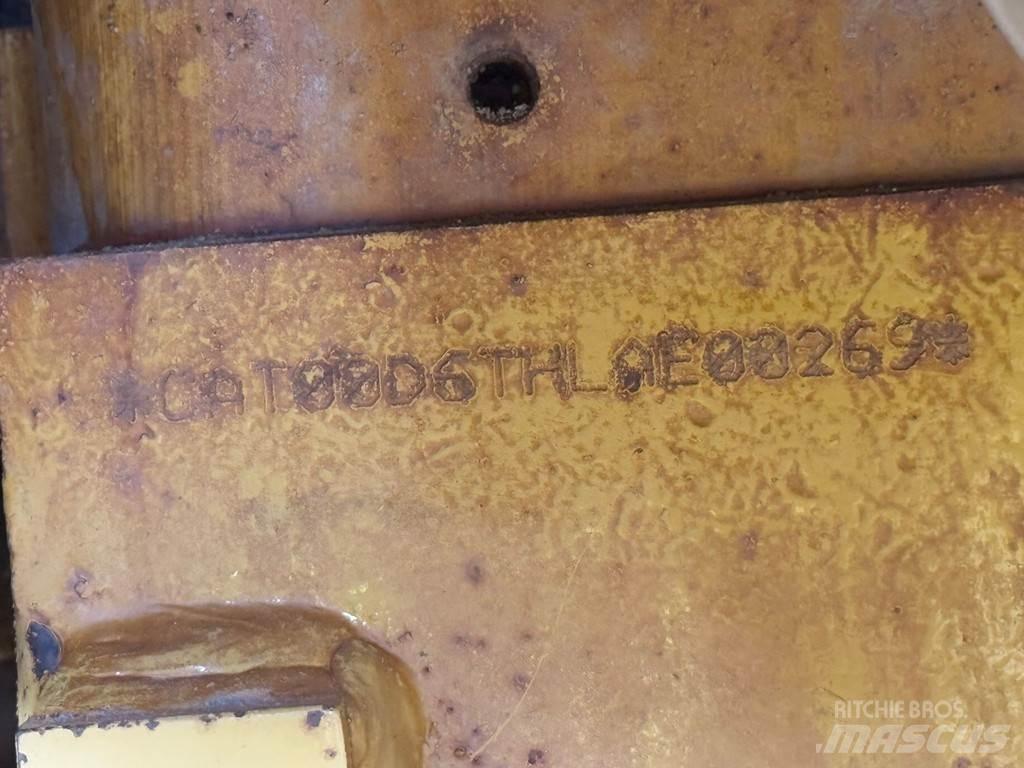 *CAT00D6THLAE00269*
RITCHIE BROS.
MASCUS